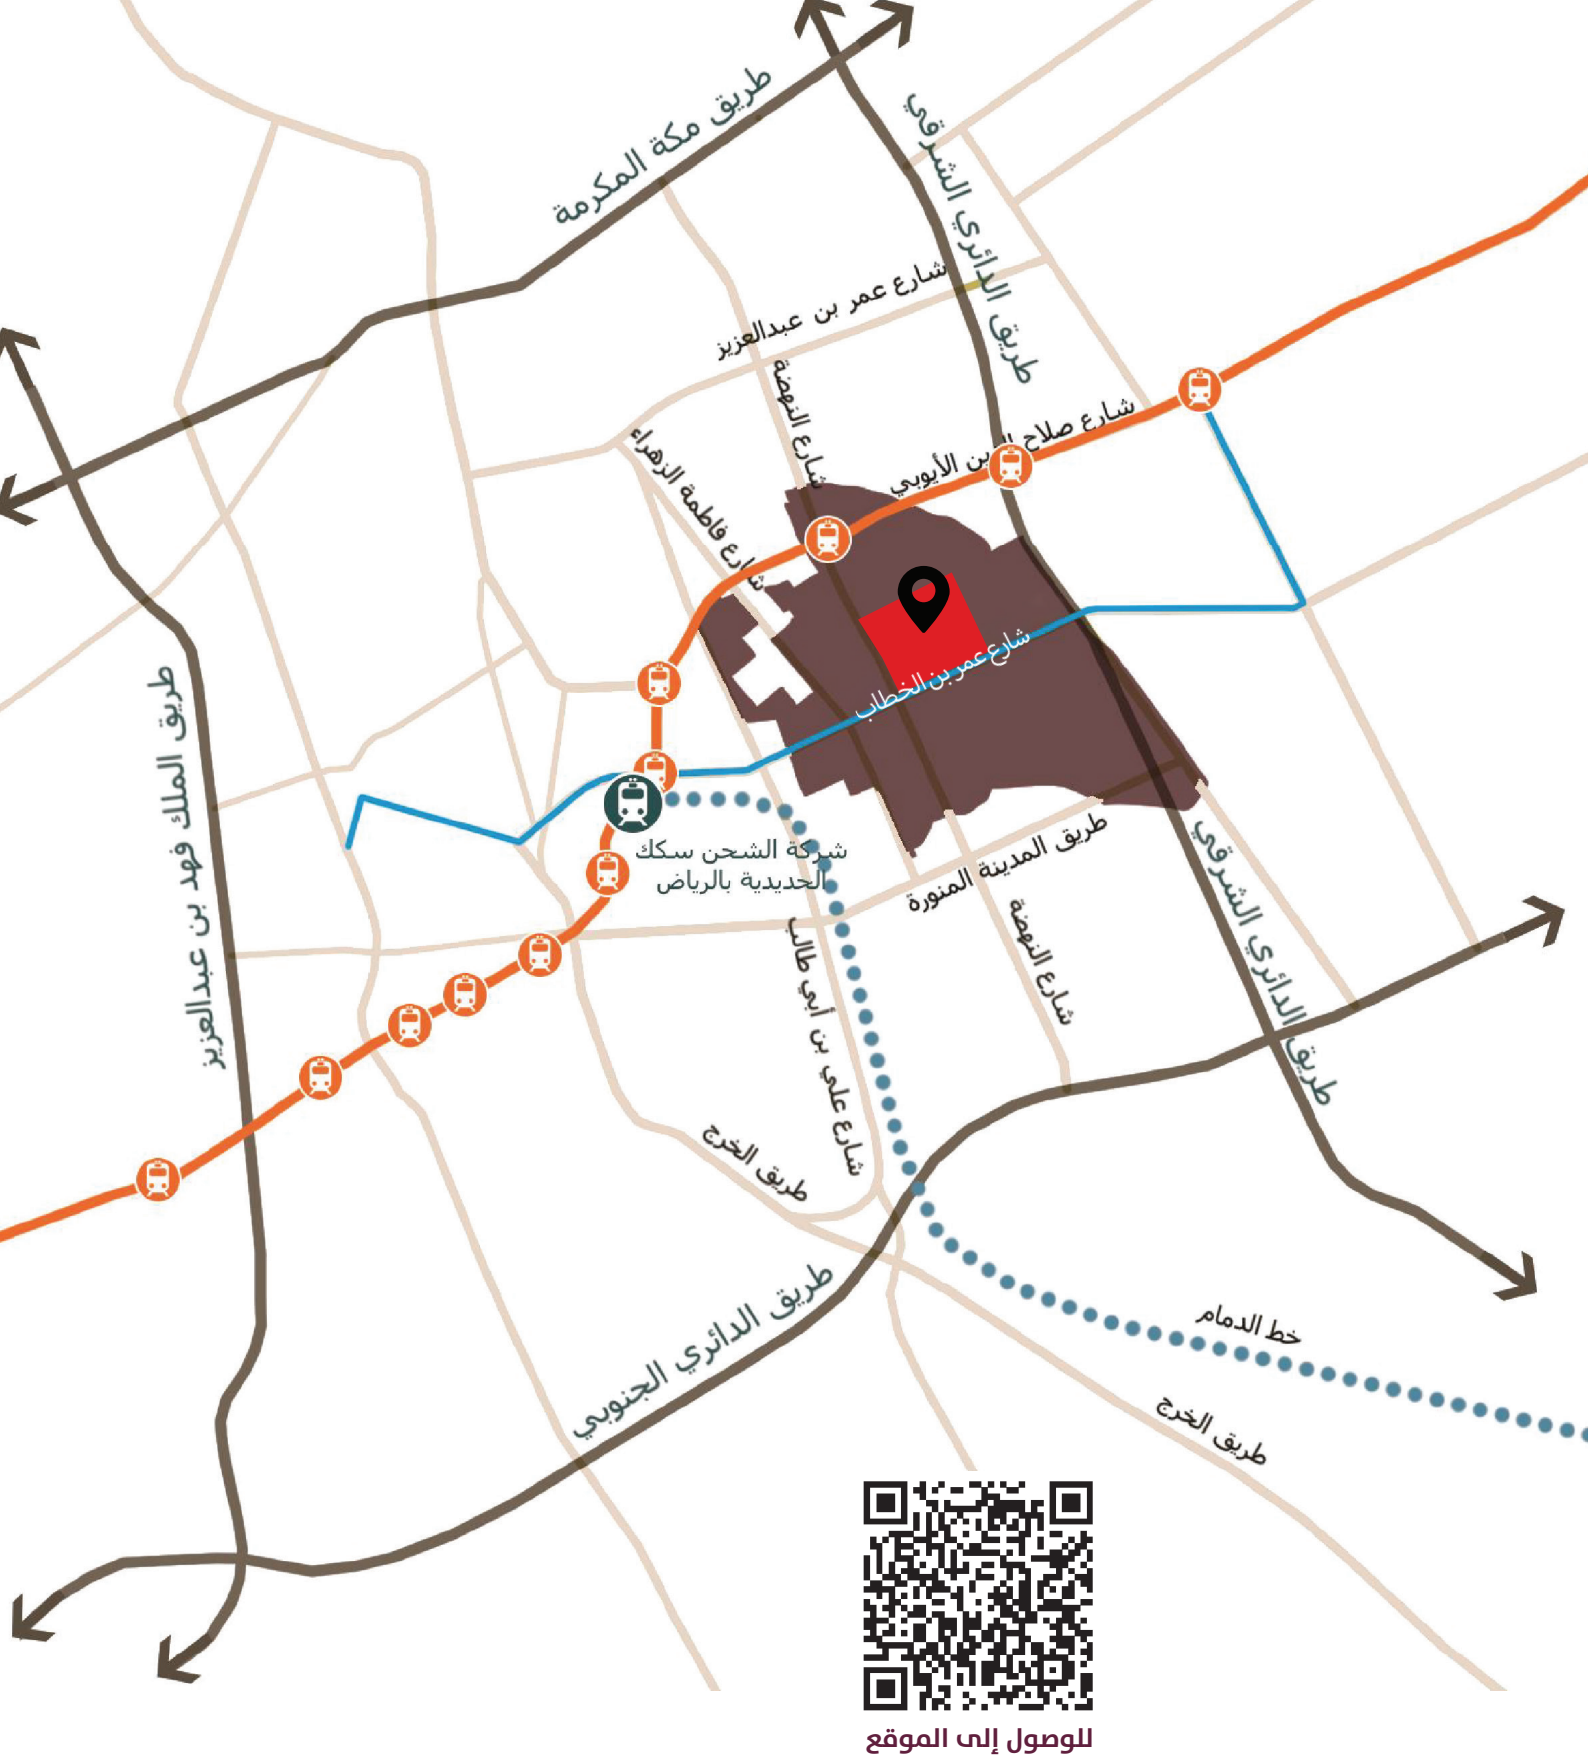 طريق مكة المكرمة
طريق الدائري الشرقي
شارع عمر بن عبدالعزيز
شارع النهضة
شارع صلاح الدين الأيوبي
شارع فاطمة الزهراء
شارع عمر بن الخطاب
طريق الملك فهد بن عبدالعزيز
شركة الشحن سكك
الحديدية بالرياض
طريق المدينة المنورة
طريق الدائري الشرقي
شارع النهضة
شارع علي بن أبي طالب
طريق الخرج
طريق الدائري الجنوبي
خط الدمام
طريق الخرج
للوصول إلى الموقع